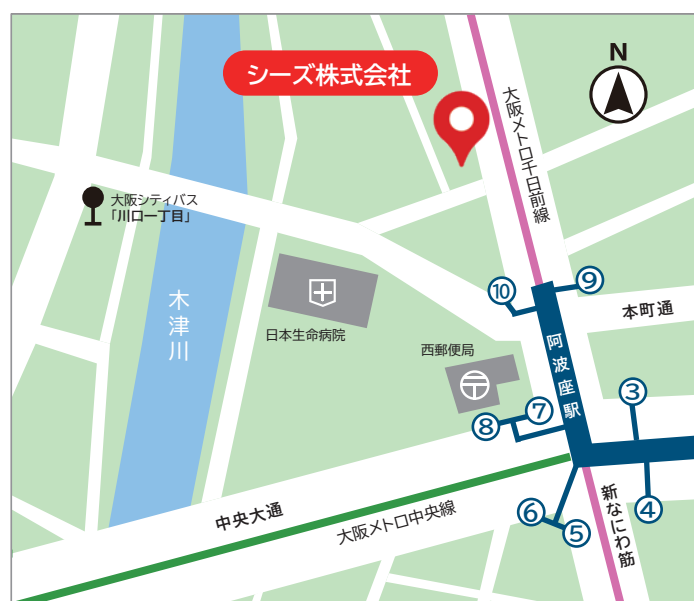 シーズ株式会社
N
大阪メトロ千日前線
大阪シティバス
「川口一丁目」
木津川
日本生命病院
西郵便局
⑩
⑨
本町通
阿波座駅
③
⑦
⑧
④
⑥
⑤
中央大通
大阪メトロ中央線
新なにわ筋